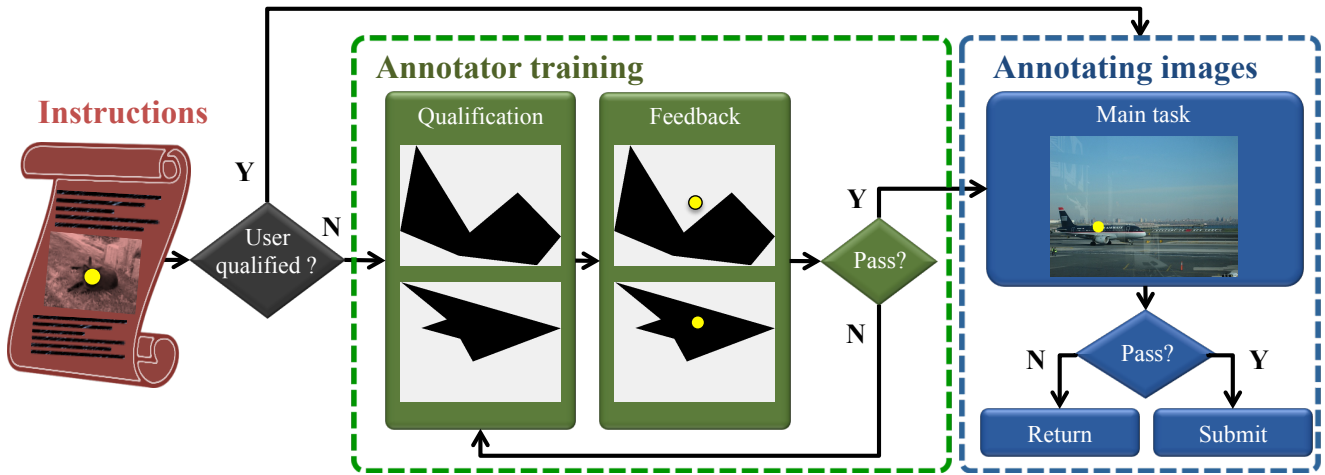 Instructions
Y
User
qualified ?
N
Annotator training
Qualification
Feedback
Pass?
Y
N
Annotating images
Main task
Pass?
N
Y
Return
Submit